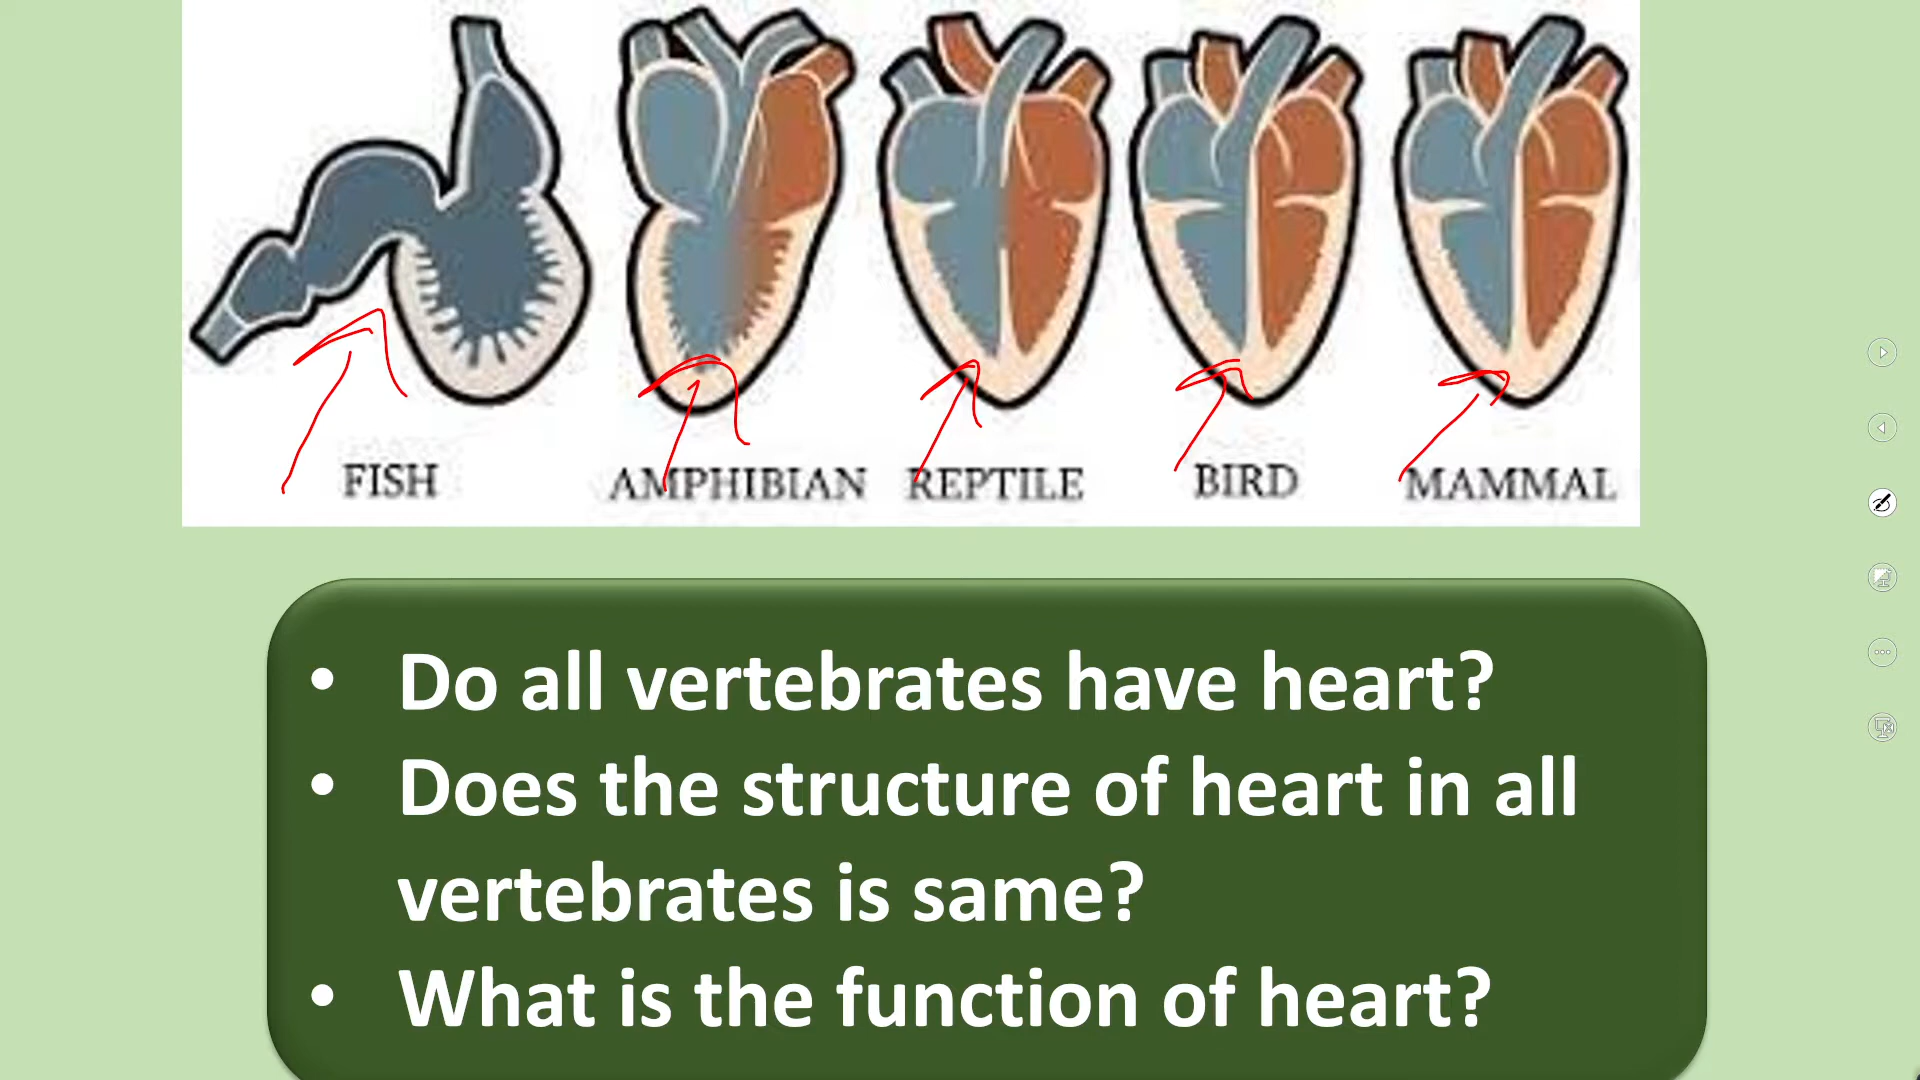 FISH AMPHIBIAN REPTILE BIRD MAMMAL
• Do all vertebrates have heart?
• Does the structure of heart in all
vertebrates is same?
• What is the function of heart?